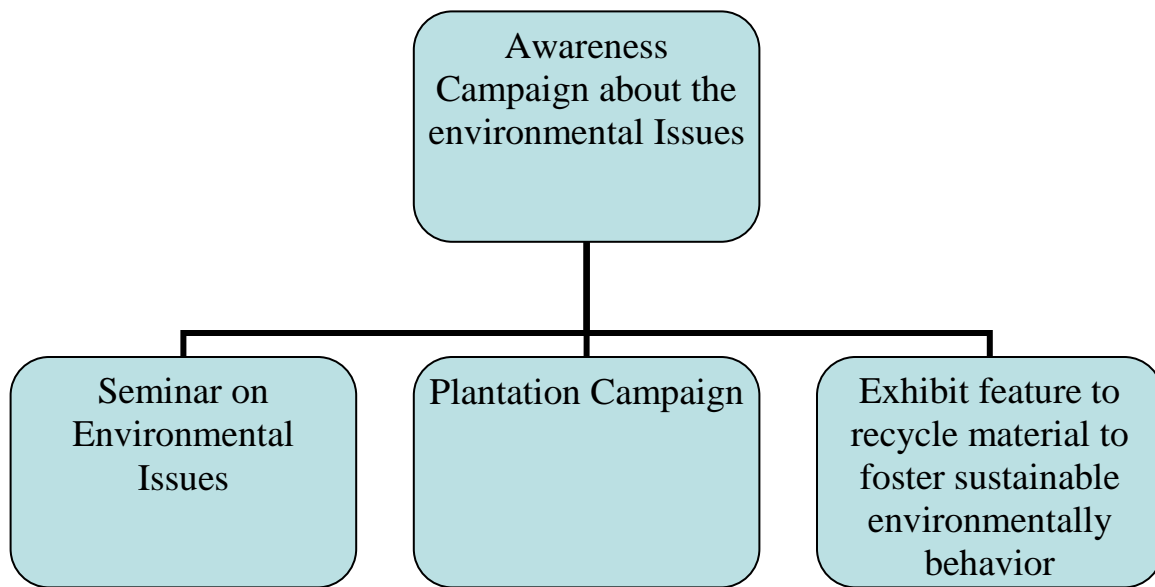 Awareness
Campaign about the
environmental Issues
Seminar on
Environmental
Issues
Plantation Campaign
Exhibit feature to
recycle material to
foster sustainable
environmentally
behavior